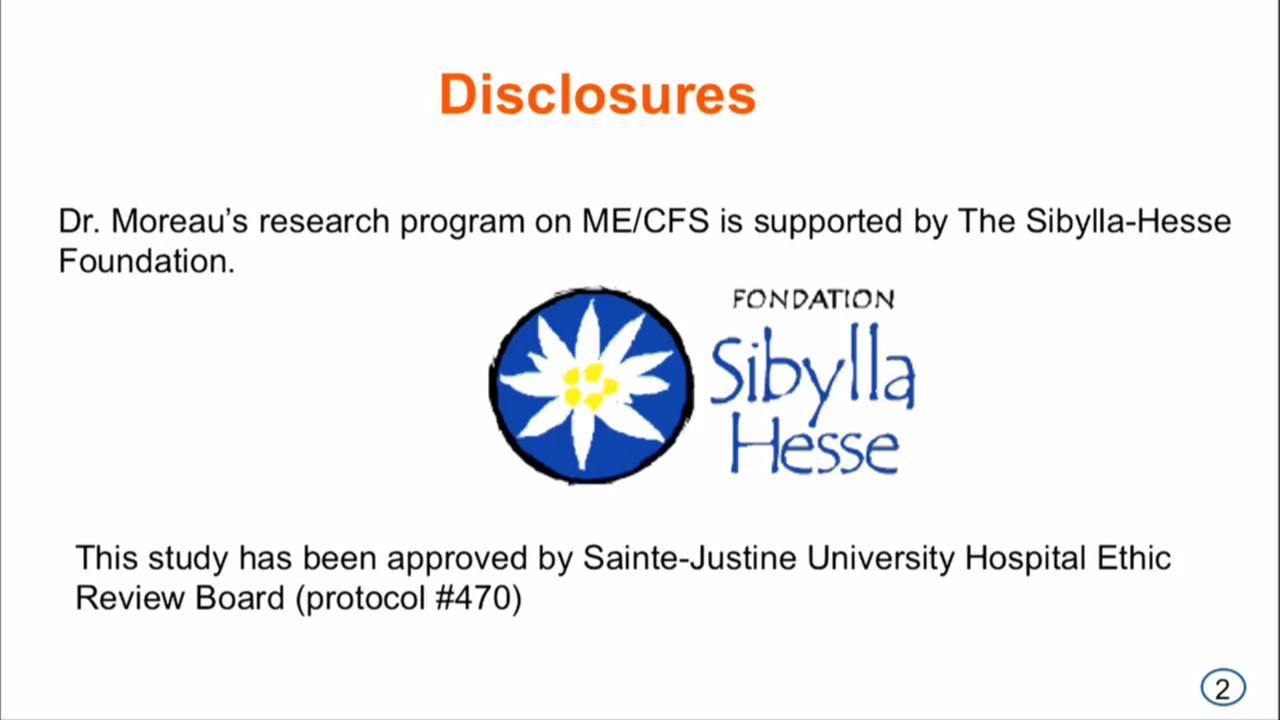 Disclosures
Dr. Moreau’s research program on ME/CFS is supported by The Sibylla-Hesse
Foundation.
FONDATION
Sibylla
Hesse
This study has been approved by Sainte-Justine University Hospital Ethic
Review Board (protocol #470)
2